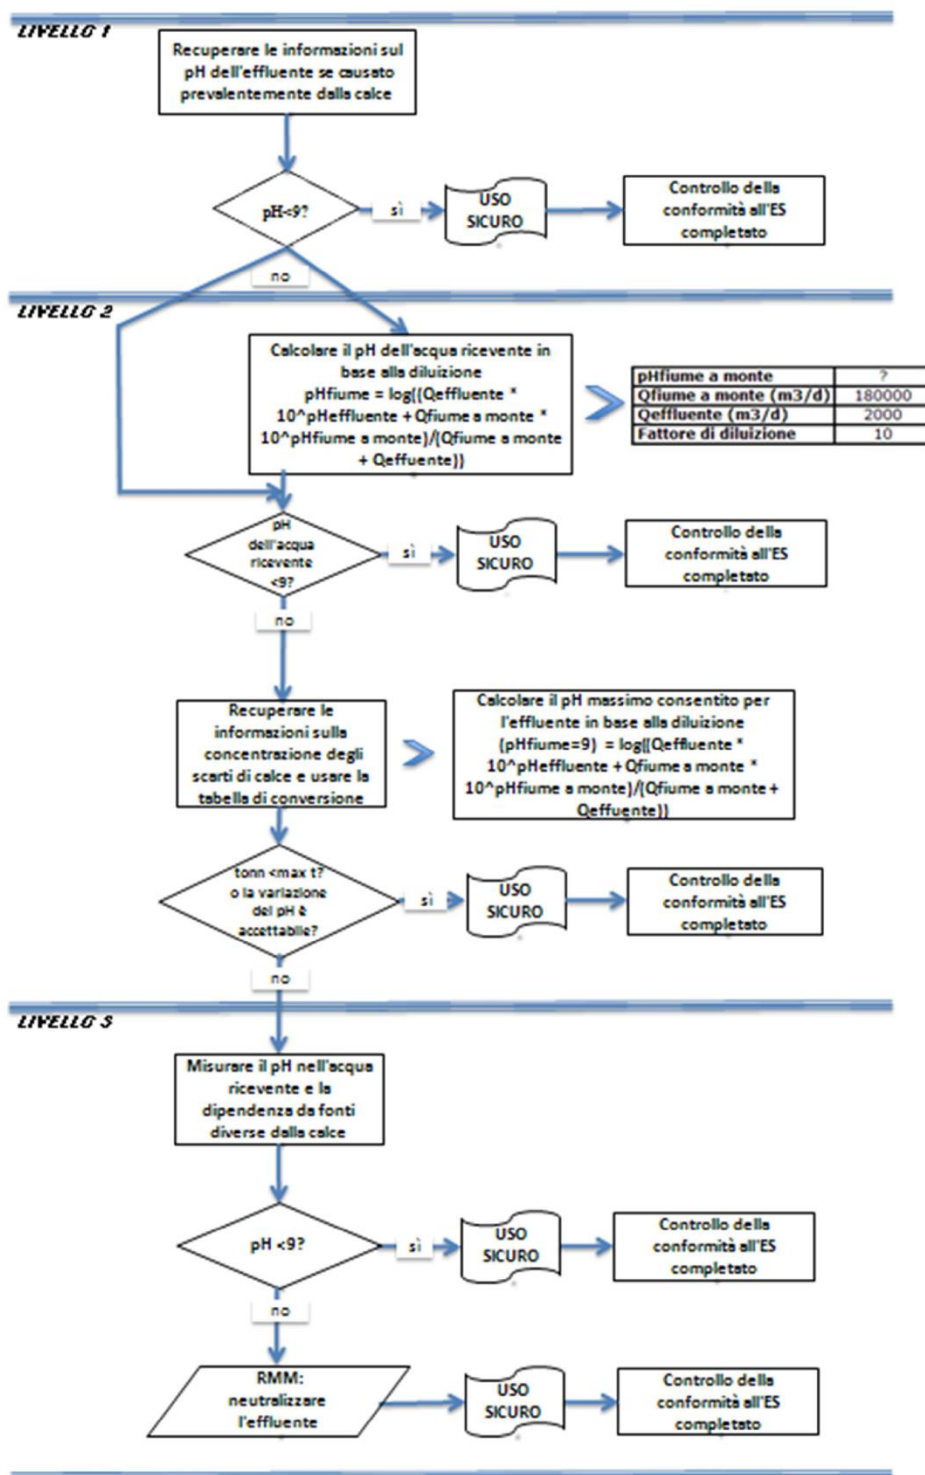 LIVELLO 1
Recuperare le informazioni sul
pH dell'effluente se causato
prevalentemente dalla calce
pH<9?
sì
USO
SICURO
Controllo della
conformità all'ES
completato
no
LIVELLO 2
Calcolare il pH dell'acqua ricevente in
base alla diluizione
pHfiume = log((Qeffluente *
10^pHeffluente + Qfiume a monte *
10^pHfiume a monte)/(Qfiume a monte
+ Qeffuente))
pHfiume a monte ?
Qfiume a monte (m3/d) 180000
Qeffluente (m3/d) 2000
Fattore di diluizione 10
pH
dell'acqua
ricevente
<9?
sì
USO
SICURO
Controllo della
conformità all'ES
completato
no
Recuperare le
informazioni sulla
concentrazione degli
scarti di calce e usare la
tabella di conversione
Calcolare il pH massimo consentito per
l'effluente in base alla diluizione
(pHfiume=9) = log((Qeffluente *
10^pHeffluente + Qfiume a monte *
10^pHfiume a monte)/(Qfiume a monte +
Qeffuente))
tonn <max t?
o la variazione
del pH è
accettabile?
sì
USO
SICURO
Controllo della
conformità all'ES
completato
no
LIVELLO 3
Misurare il pH nell'acqua
ricevente e la
dipendenza da fonti
diverse dalla calce
pH <9?
sì
USO
SICURO
Controllo della
conformità all'ES
completato
no
RMM:
neutralizzare
l'effluente
USO
SICURO
Controllo della
conformità all'ES
completato